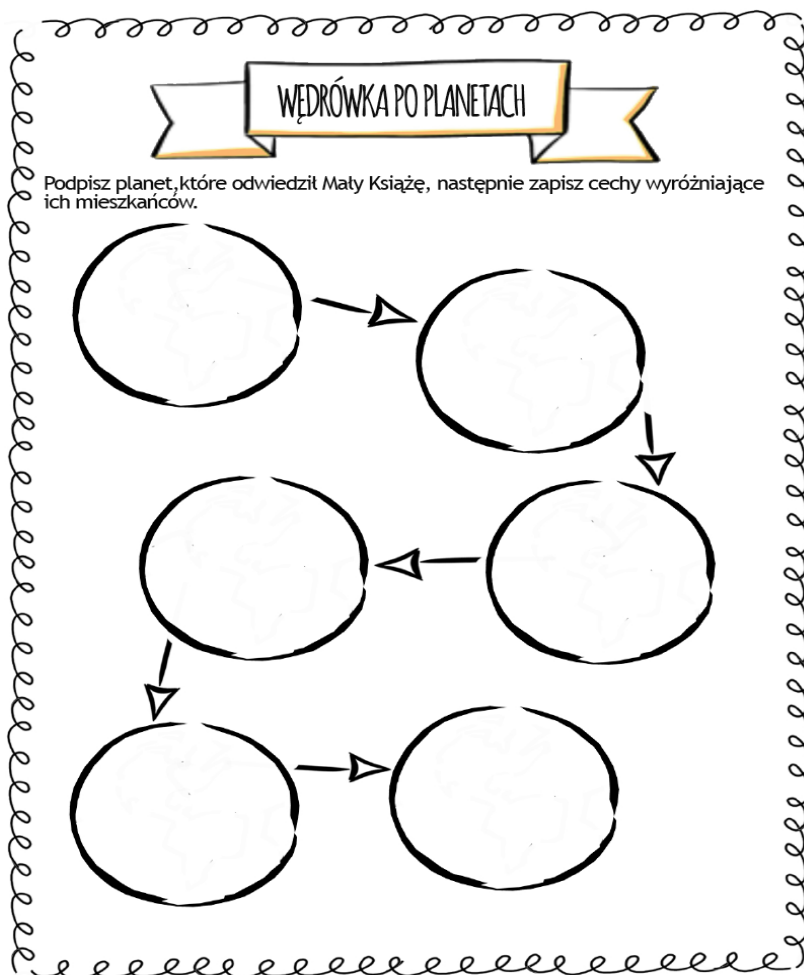 WĘDRÓWKA PO PLANETACH
Podpisz planet,które odwiedził Mały Książę, następnie zapisz cechy wyróżniające
ich mieszkańców.